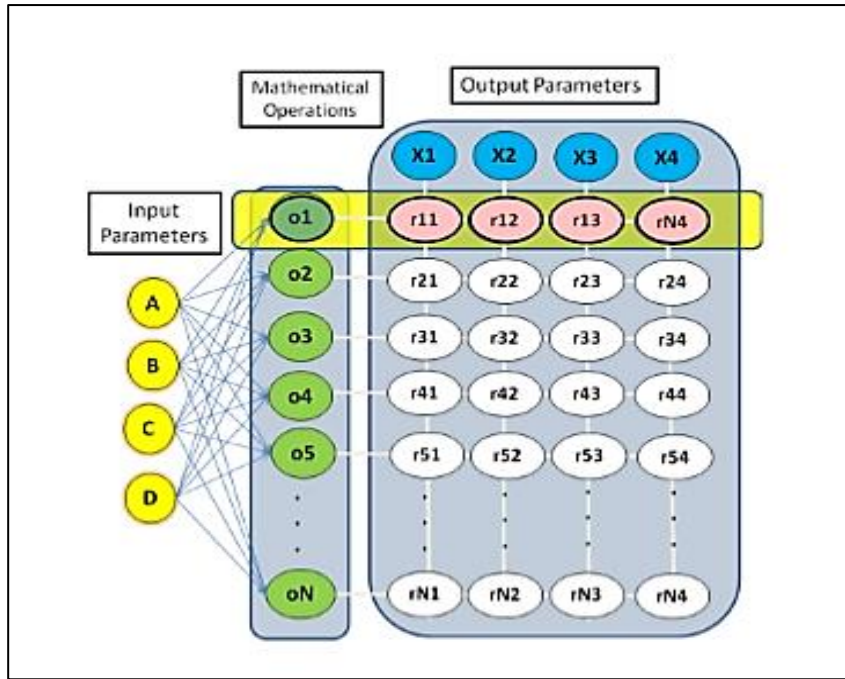 Mathematical
Operations
Output Parameters
X1 X2 X3 X4
Input
Parameters
o1 r11 r12 r13 rN4
o2 r21 r22 r23 r24
A
o3 r31 r32 r33 r34
B
o4 r41 r42 r43 r44
C
o5 r51 r52 r53 r54
D
oN rN1 rN2 rN3 rN4